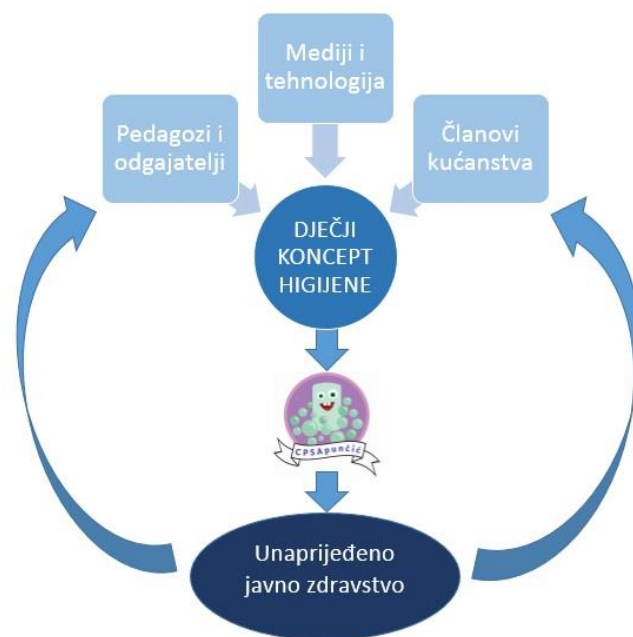 Mediji i
tehnologija
Pedagozi i
odgajatelji
Članovi
kućanstva
DJEČJI
KONCEPT
HIGIJENE
CPSApunčić
Unaprijeđeno
javno zdravstvo